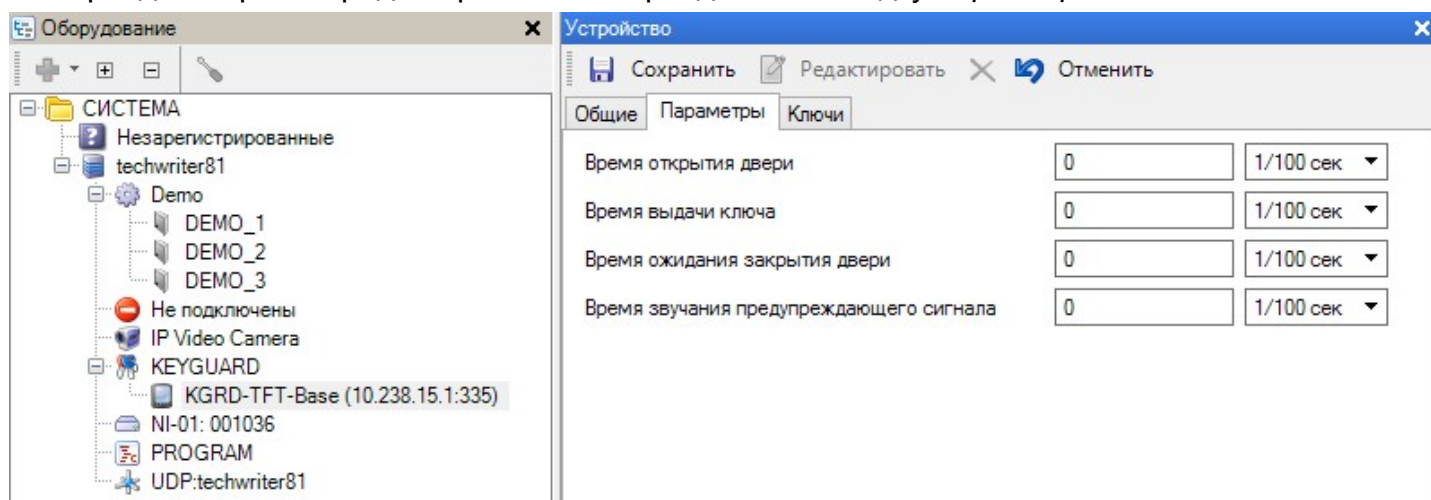 Оборудование
СИСТЕМА
Незарегистрированные
techwriter81
Demo
DEMO_1
DEMO_2
DEMO_3
Не подключены
IP Video Camera
KEYGUARD
KGRD-TFT-Base (10.238.15.1:335)
NI-01: 001036
PROGRAM
UDP:techwriter81
Устройство
Сохранить Редактировать Отменить
Общие Параметры Ключи
Время открытия двери 0 1/100 сек
Время выдачи ключа 0 1/100 сек
Время ожидания закрытия двери 0 1/100 сек
Время звучания предупреждающего сигнала 0 1/100 сек